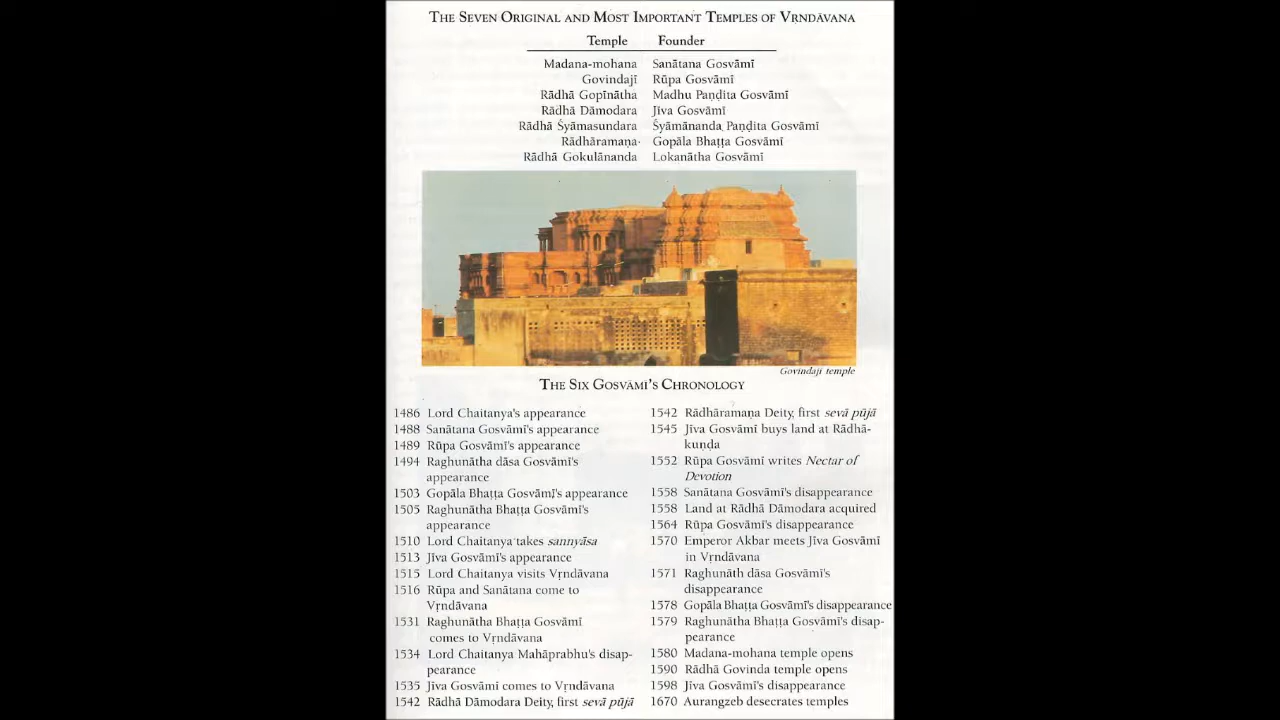 THE SEVEN ORIGINAL AND MOST IMPORTANT TEMPLES OF VṚNDĀVANA
Temple Founder
Madana-mohana Sanātana Gosvāmī
Govindajī Rūpa Gosvāmī
Rādhā Gopīnātha Madhu Paṇḍita Gosvāmī
Rādhā Dāmodara Jīva Gosvāmī
Rādhā Śyāmasundara Śyāmānanda Paṇḍita Gosvāmī
Rādhāramaṇa Gopāla Bhaṭṭa Gosvāmī
Rādhā Gokulānanda Lokanātha Gosvāmī
Govindajī temple
THE SIX GOSVĀMĪ'S CHRONOLOGY
1486 Lord Chaitanya's appearance
1488 Sanātana Gosvāmī's appearance
1489 Rūpa Gosvāmī's appearance
1494 Raghunātha dāsa Gosvāmī's
appearance
1503 Gopāla Bhaṭṭa Gosvāmī's appearance
1505 Raghunātha Bhaṭṭa Gosvāmī's
appearance
1510 Lord Chaitanya takes sannyāsa
1513 Jīva Gosvāmī's appearance
1515 Lord Chaitanya visits Vṛndāvana
1516 Rūpa and Sanātana come to
Vṛndāvana
1531 Raghunātha Bhaṭṭa Gosvāmī
comes to Vṛndāvana
1534 Lord Chaitanya Mahāprabhu's disap-
pearance
1535 Jīva Gosvāmī comes to Vṛndāvana
1542 Rādhā Dāmodara Deity, first sevā pūjā
1542 Rādhāramaṇa Deity, first sevā pūjā
1545 Jīva Gosvāmī buys land at Rādhā-
kuṇḍa
1552 Rūpa Gosvāmī writes Nectar of
Devotion
1558 Sanātana Gosvāmī's disappearance
1558 Land at Rādhā Dāmodara acquired
1564 Rūpa Gosvāmī's disappearance
1570 Emperor Akbar meets Jīva Gosvāmī
in Vṛndāvana
1571 Raghunāth dāsa Gosvāmī's
disappearance
1578 Gopāla Bhaṭṭa Gosvāmī's disappearance
1579 Raghunātha Bhaṭṭa Gosvāmī's disap-
pearance
1580 Madana-mohana temple opens
1590 Rādhā Govinda temple opens
1598 Jīva Gosvāmī's disappearance
1670 Aurangzeb desecrates temples